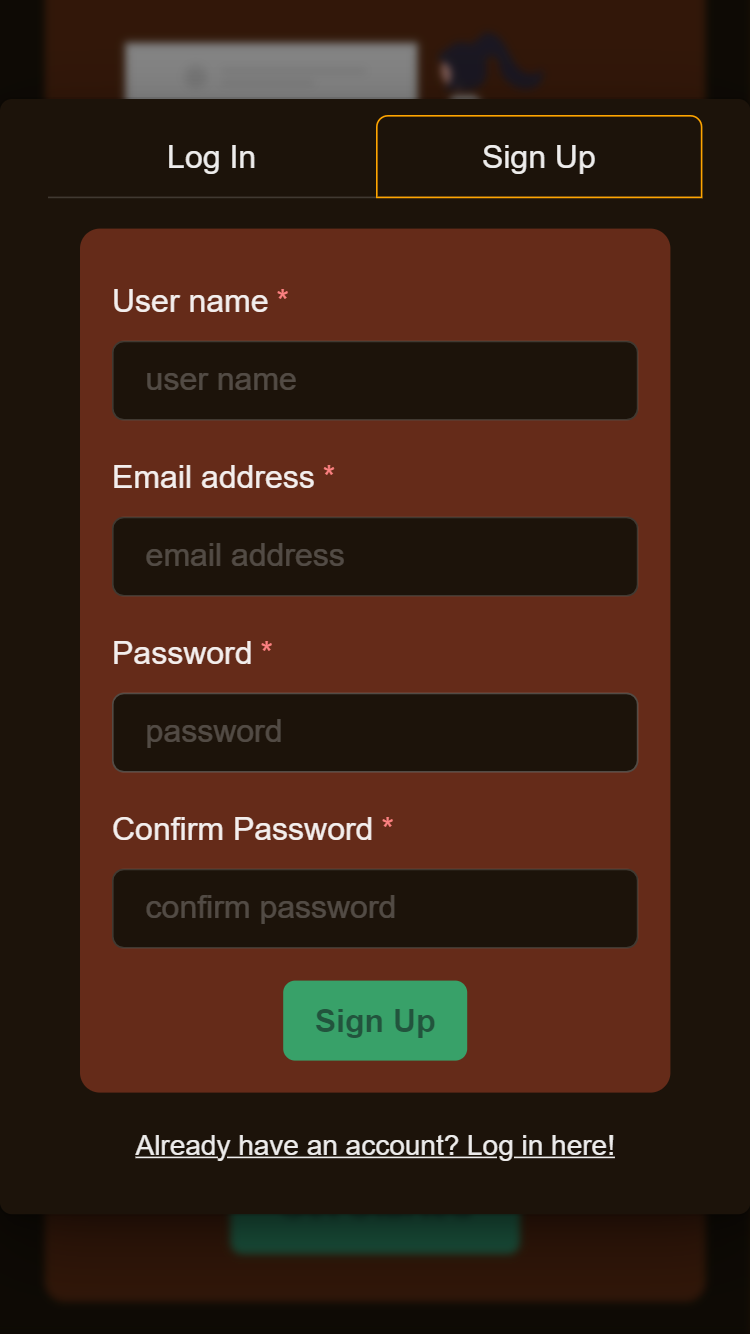 Log In
Sign Up
User name *
user name
Email address *
email address
Password *
password
Confirm Password *
confirm password
Sign Up
Already have an account? Log in here!